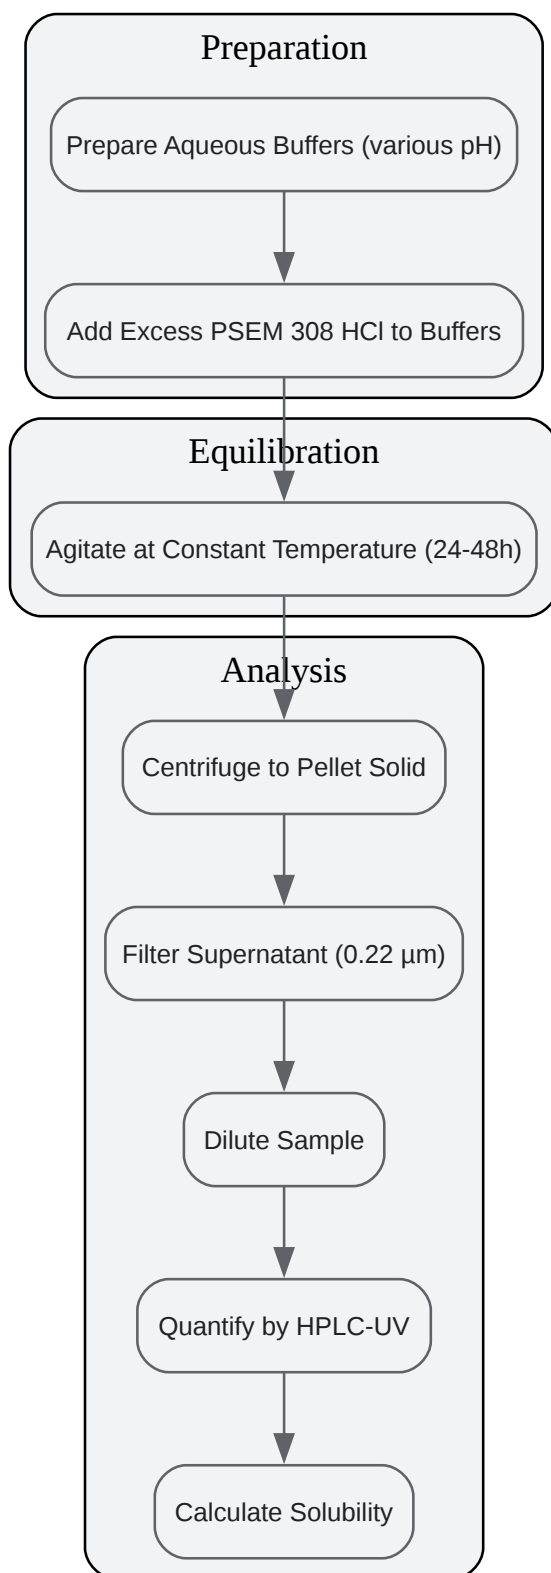 Preparation
Prepare Aqueous Buffers (various pH)
Add Excess PSEM 308 HCl to Buffers
Equilibration
Agitate at Constant Temperature (24-48h)
Analysis
Centrifuge to Pellet Solid
Filter Supernatant (0.22 µm)
Dilute Sample
Quantify by HPLC-UV
Calculate Solubility